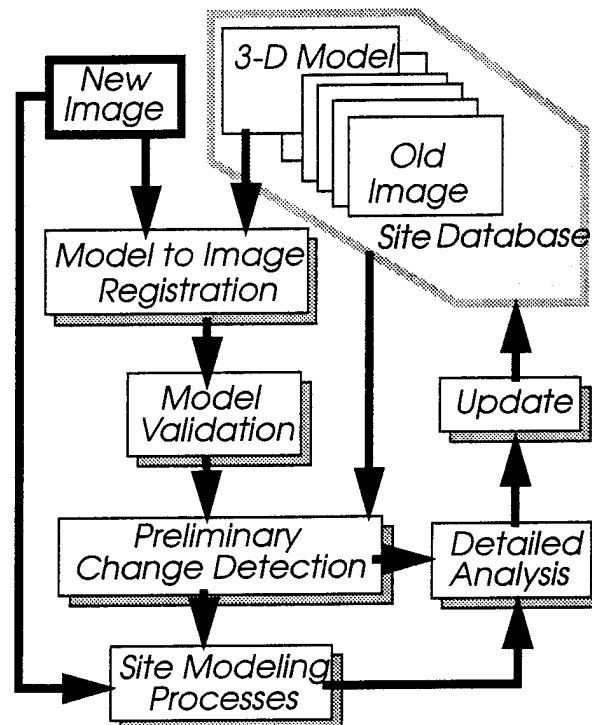 New
Image
3-D Model
Old
Image
Site Database
Model to Image
Registration
Model
Validation
Update
Preliminary
Change Detection
Detailed
Analysis
Site Modeling
Processes